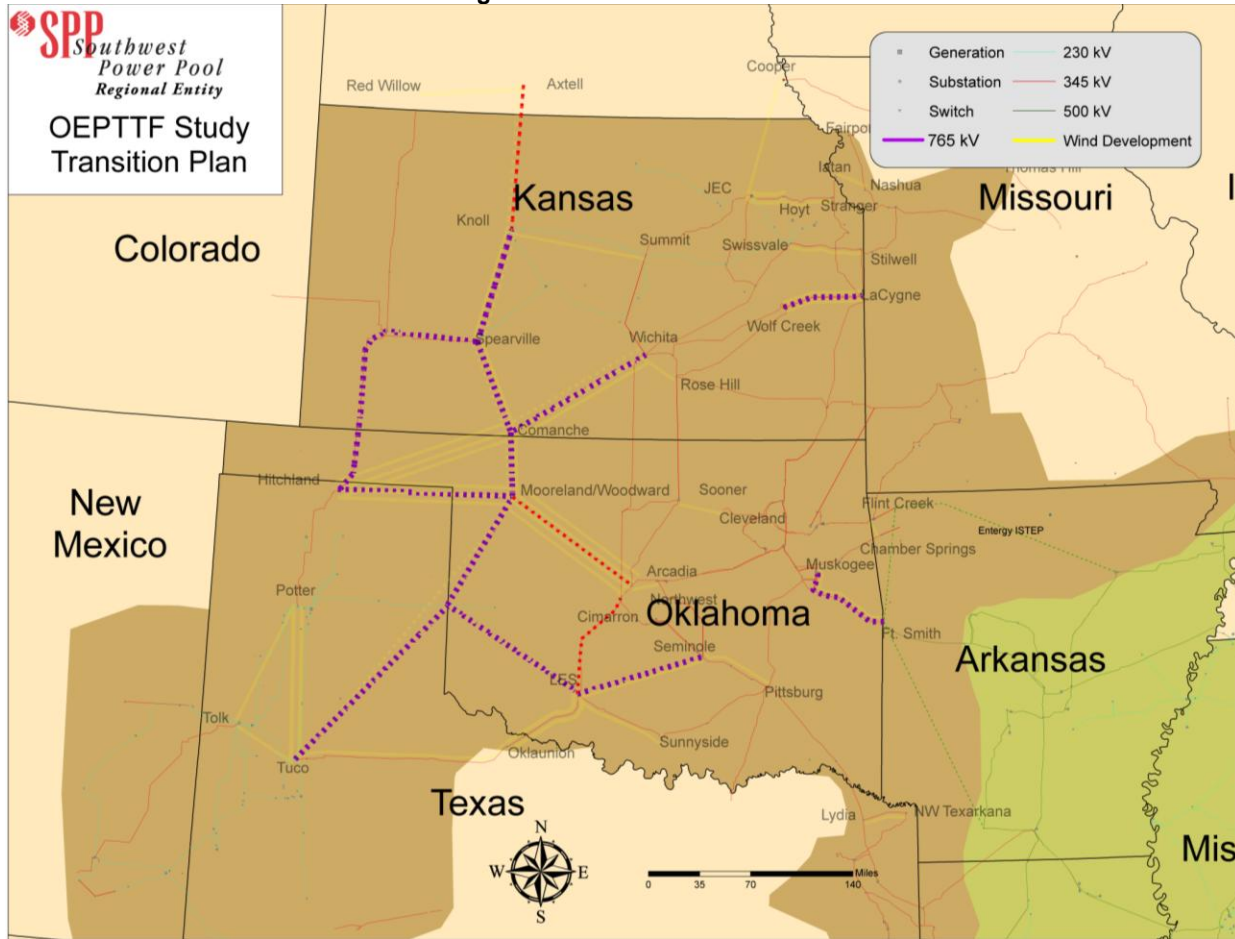 SPP
Southwest
Power Pool
Regional Entity
OEPTTF Study
Transition Plan
Generation
230 kV
Substation
345 kV
Switch
500 kV
765 kV
Wind Development
Red Willow
Axtell
Cooper
Iatan
Nashua
Thomas Hill
Colorado
Kansas
Missouri
JEC
Hoyt
Stranger
Knoll
Summit
Swissvale
Stilwell
LaCygne
Wolf Creek
Spearville
Wichita
Rose Hill
Comanche
New
Mexico
Hitchland
Mooreland/Woodward
Sooner
Cleveland
Flint Creek
Entergy ISTEP
Chamber Springs
Muskogee
Potter
Arcadia
Northwest
Cimarron
Oklahoma
Ft. Smith
Seminole
Arkansas
LES
Pittsburg
Tolk
Tuco
Oklaunion
Sunnyside
Texas
Lydia
NW Texarkana
Mis
N
W
E
S
Miles
0 35 70 140